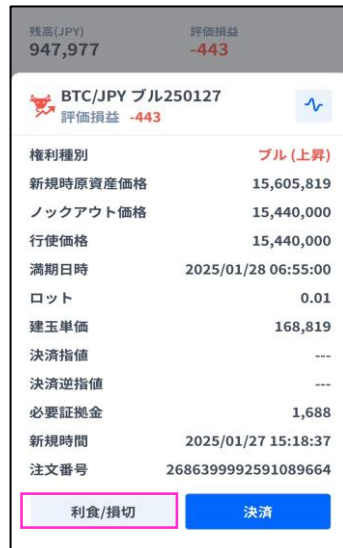 残高(JPY) 評価損益
947,977 -443
BTC/JPY ブル250127
評価損益 -443
権利種別 ブル (上昇)
新規時原資産価格 15,605,819
ノックアウト価格 15,440,000
行使価格 15,440,000
満期日時 2025/01/28 06:55:00
ロット 0.01
建玉単価 168,819
決済指値 ---
決済逆指値 ---
必要証拠金 1,688
新規時間 2025/01/27 15:18:37
注文番号 2686399992591089664
利食/損切 決済